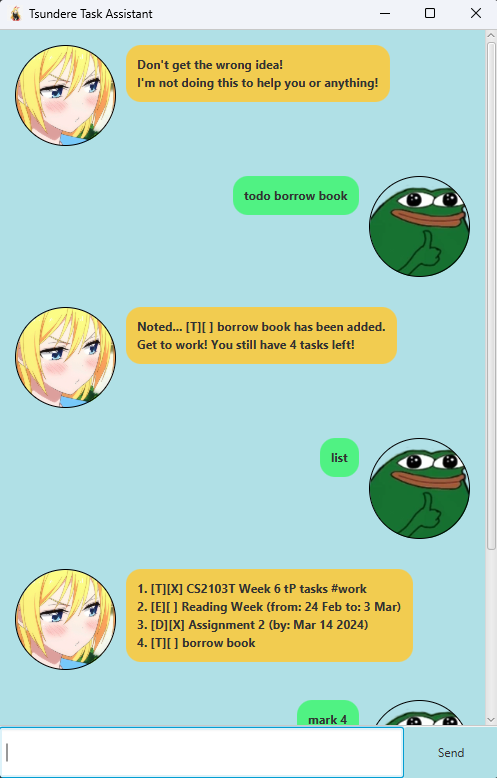 Tsundere Task Assistant
Don't get the wrong idea!
I'm not doing this to help you or anything!
todo borrow book
Noted... [T][ ] borrow book has been added.
Get to work! You still have 4 tasks left!
list
1. [T][X] CS2103T Week 6 tP tasks #work
2. [E][ ] Reading Week (from: 24 Feb to: 3 Mar)
3. [D][X] Assignment 2 (by: Mar 14 2024)
4. [T][ ] borrow book
mark 4
Send